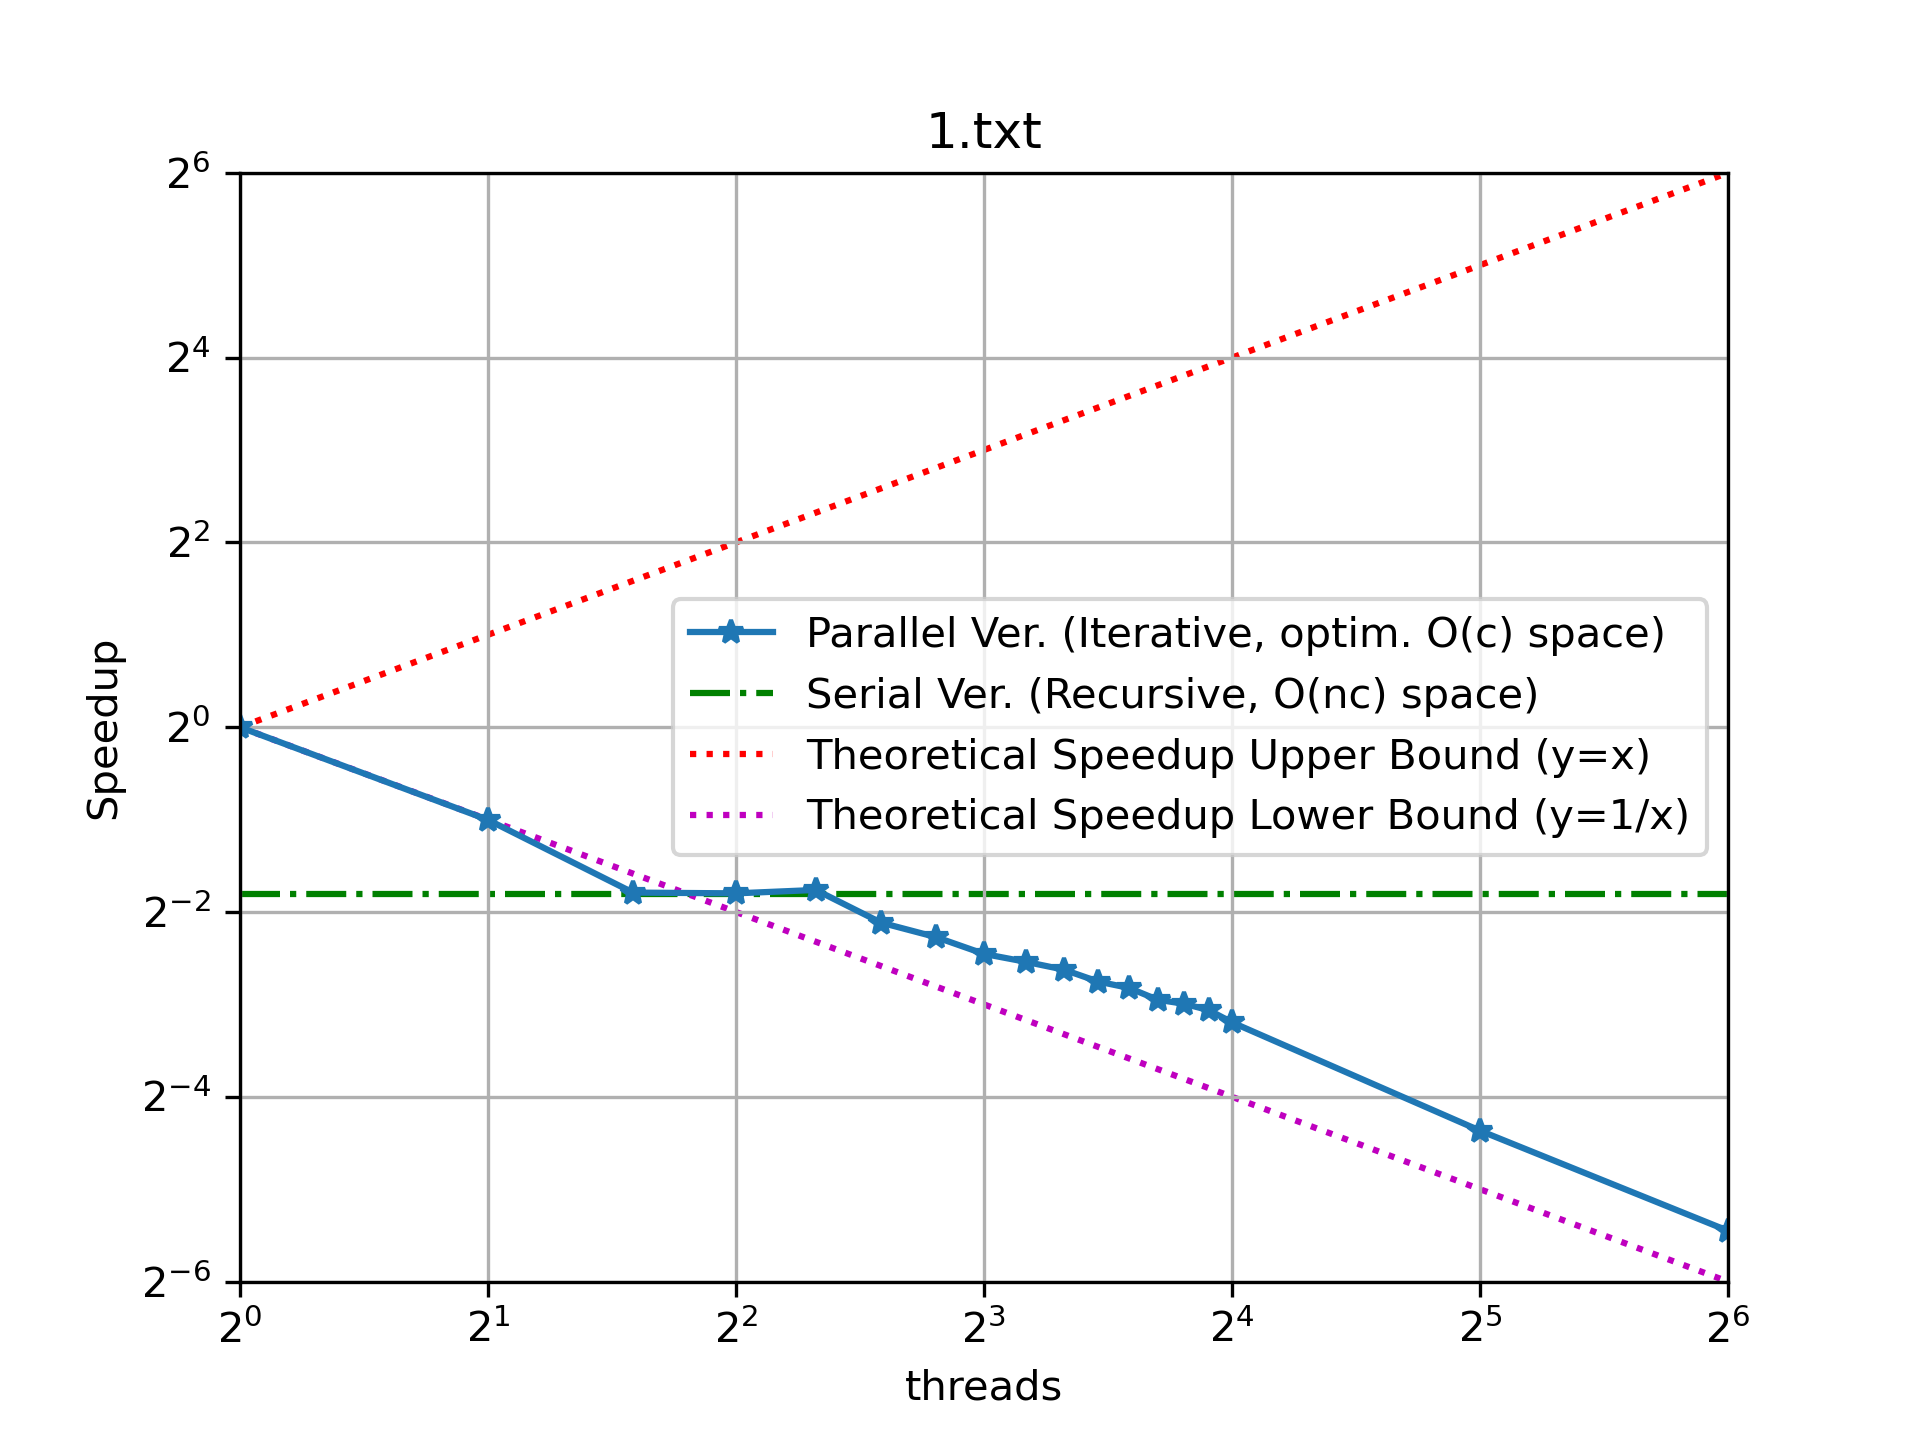 1.txt
2^6
2^4
2^2
2^0
2^−2
2^−4
2^−6
Speedup
Parallel Ver. (Iterative, optim. O(c) space)
Serial Ver. (Recursive, O(nc) space)
Theoretical Speedup Upper Bound (y=x)
Theoretical Speedup Lower Bound (y=1/x)
2^0 2^1 2^2 2^3 2^4 2^5 2^6
threads